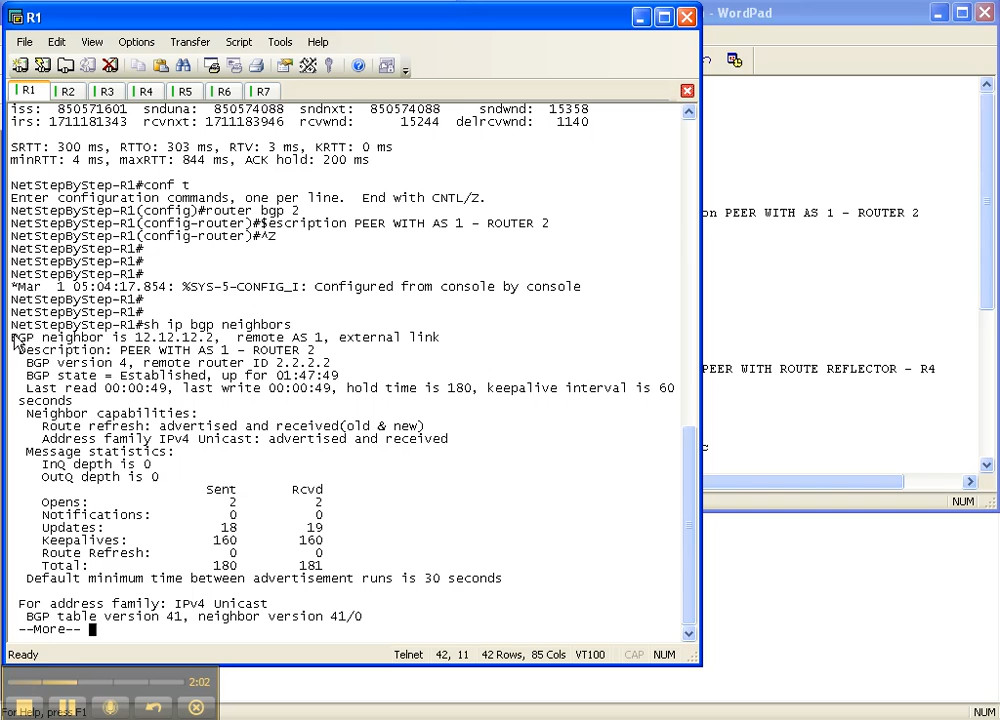 R1
- WordPad
File Edit View Options Transfer Script Tools Help
R1 R2 R3 R4 R5 R6 R7
iss: 850571601 snduna: 850574088 sndnxt: 850574088 sndwnd: 15358
irs: 1711181343 rcvnxt: 1711183946 rcvwnd: 15244 delrcvwnd: 1140
SRTT: 300 ms, RTTO: 303 ms, RTV: 3 ms, KRTT: 0 ms
minRTT: 4 ms, maxRTT: 844 ms, ACK hold: 200 ms
NetStepByStep-R1#conf t
Enter configuration commands, one per line. End with CNTL/Z.
NetStepByStep-R1(config)#router bgp 2
NetStepByStep-R1(config-router)#$escription PEER WITH AS 1 - ROUTER 2
NetStepByStep-R1(config-router)#^Z
NetStepByStep-R1#
NetStepByStep-R1#
NetStepByStep-R1#
*Mar 1 05:04:17.854: %SYS-5-CONFIG_I: Configured from console by console
NetStepByStep-R1#
NetStepByStep-R1#
NetStepByStep-R1#sh ip bgp neighbors
BGP neighbor is 12.12.12.2, remote AS 1, external link
Description: PEER WITH AS 1 - ROUTER 2
BGP version 4, remote router ID 2.2.2.2
BGP state = Established, up for 01:47:49
Last read 00:00:49, last write 00:00:49, hold time is 180, keepalive interval is 60
seconds
Neighbor capabilities:
Route refresh: advertised and received(old & new)
Address family IPv4 Unicast: advertised and received
Message statistics:
InQ depth is 0
OutQ depth is 0
Sent Rcvd
Opens: 2 2
Notifications: 0 0
Updates: 18 19
Keepalives: 160 160
Route Refresh: 0 0
Total: 180 181
Default minimum time between advertisement runs is 30 seconds
For address family: IPv4 Unicast
BGP table version 41, neighbor version 41/0
--More--
Ready Telnet 42, 11 42 Rows, 85 Cols VT100 CAP NUM
on PEER WITH AS 1 - ROUTER 2
PEER WITH ROUTE REFLECTOR - R4
NUM
2:02
For Help, press F1
NUM